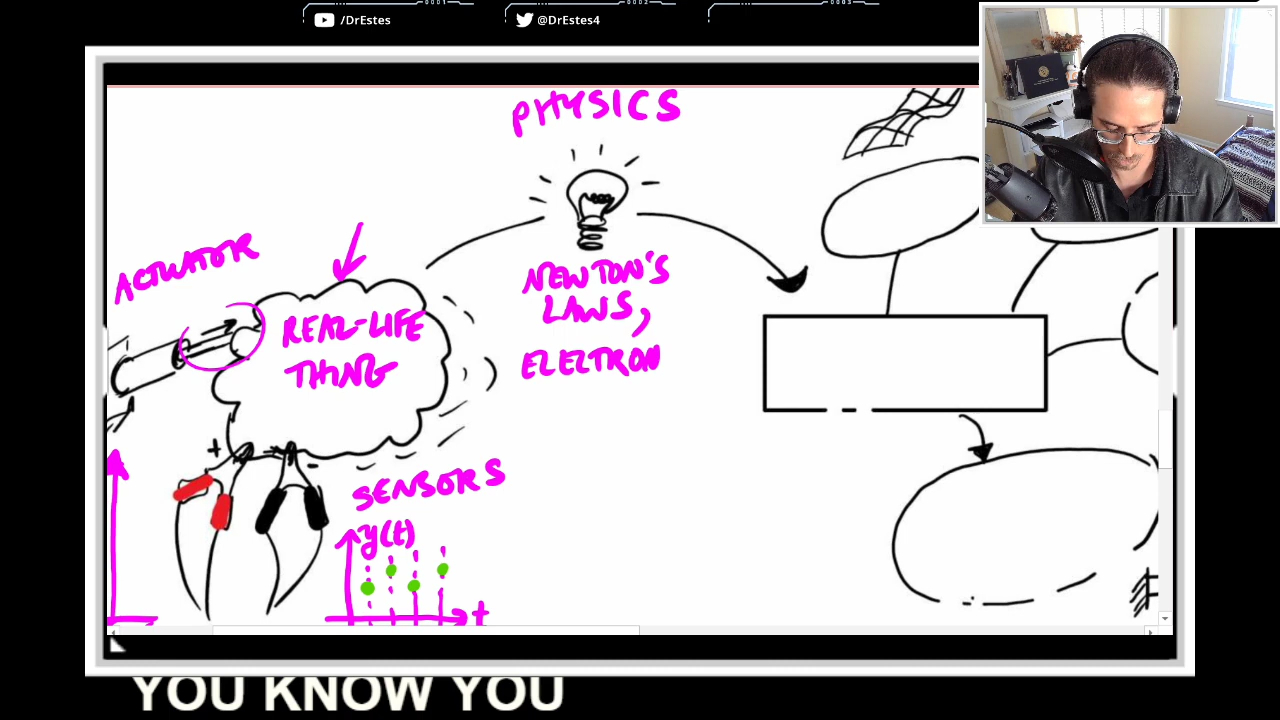 /DrEstes
@DrEstes4
PHYSICS
ACTUATOR
REAL-LIFE
THING
NEWTON'S
LAWS,
ELECTRON
+
-
SENSORS
y(t)
t
YOU KNOW YOU